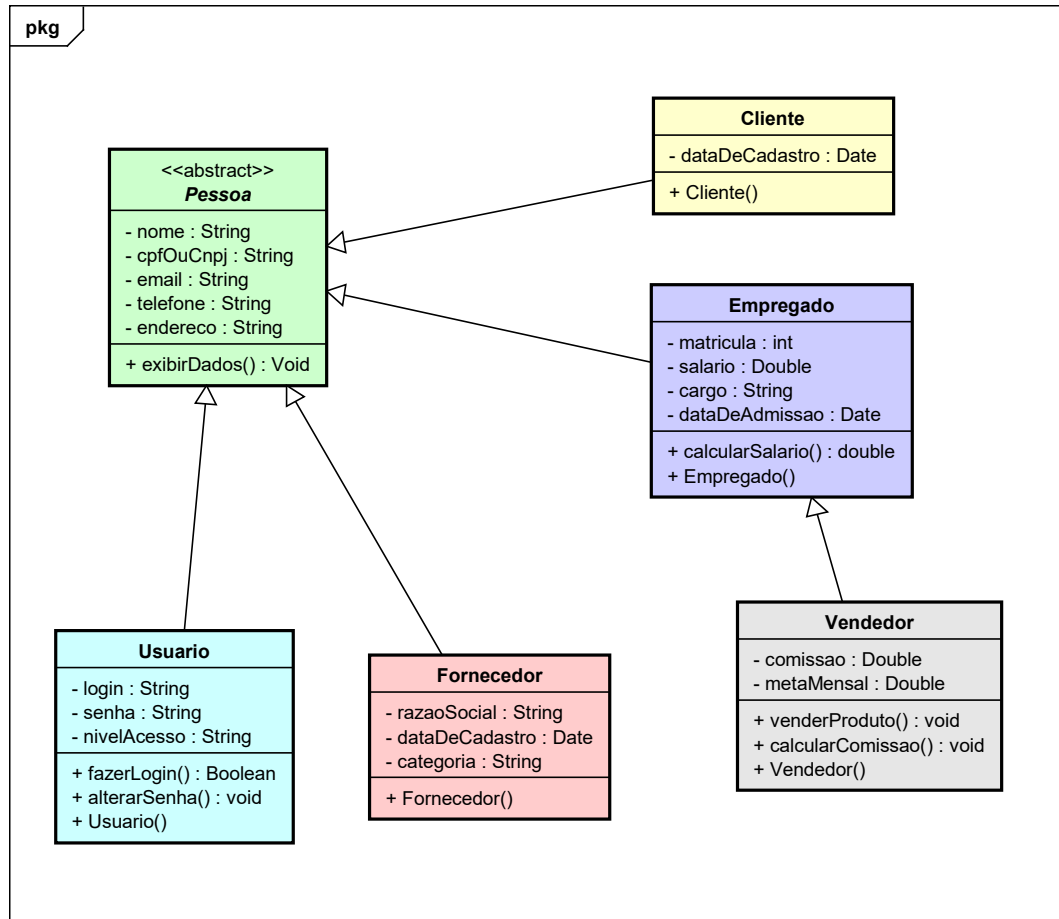 pkg
Cliente
- dataDeCadastro : Date
+ Cliente()
<<abstract>>
Pessoa
- nome : String
- cpfOuCnpj : String
- email : String
- telefone : String
- endereco : String
+ exibirDados() : Void
Empregado
- matricula : int
- salario : Double
- cargo : String
- dataDeAdmissao : Date
+ calcularSalario() : double
+ Empregado()
Usuario
- login : String
- senha : String
- nivelAcesso : String
+ fazerLogin() : Boolean
+ alterarSenha() : void
+ Usuario()
Fornecedor
- razaoSocial : String
- dataDeCadastro : Date
- categoria : String
+ Fornecedor()
Vendedor
- comissao : Double
- metaMensal : Double
+ venderProduto() : void
+ calcularComissao() : void
+ Vendedor()